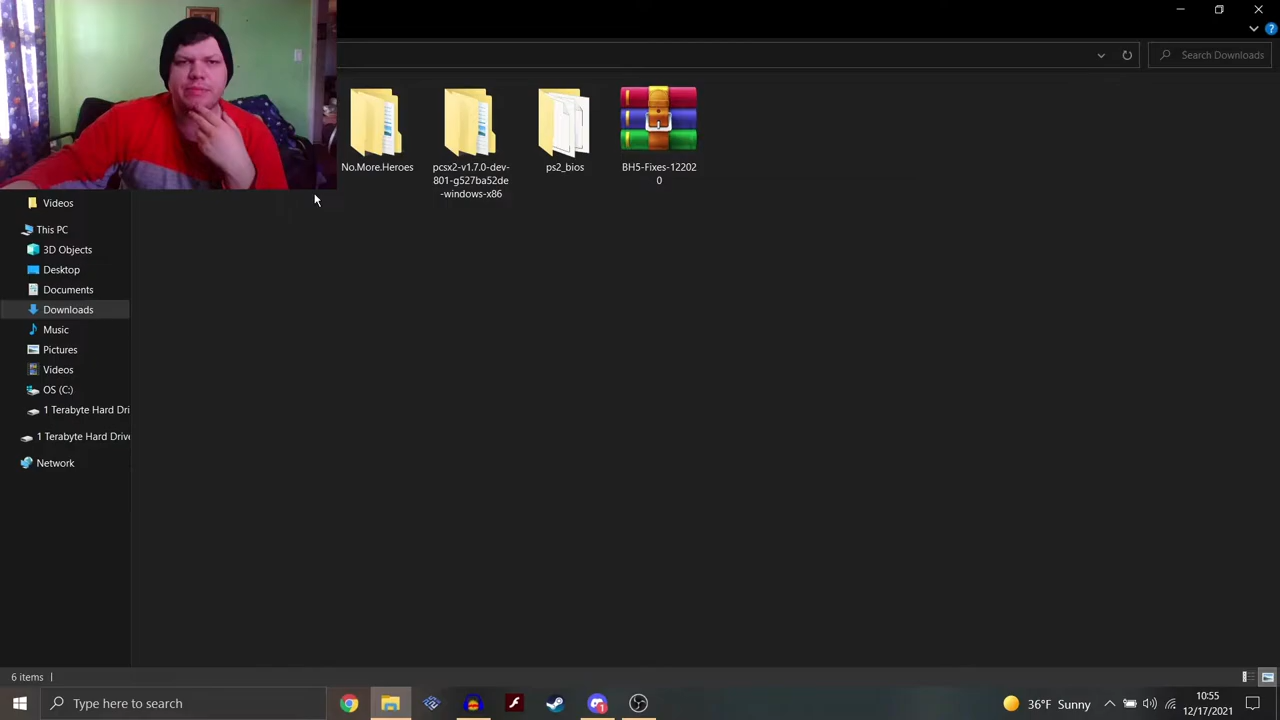 Search Downloads
No.More.Heroes
pcsx2-v1.7.0-dev-
801-g527ba52de
-windows-x86
ps2_bios
BH5-Fixes-12202
0
Videos
This PC
3D Objects
Desktop
Documents
Downloads
Music
Pictures
Videos
OS (C:)
1 Terabyte Hard Dri
1 Terabyte Hard Drive
Network
6 items
Type here to search
36°F Sunny
10:55
12/17/2021